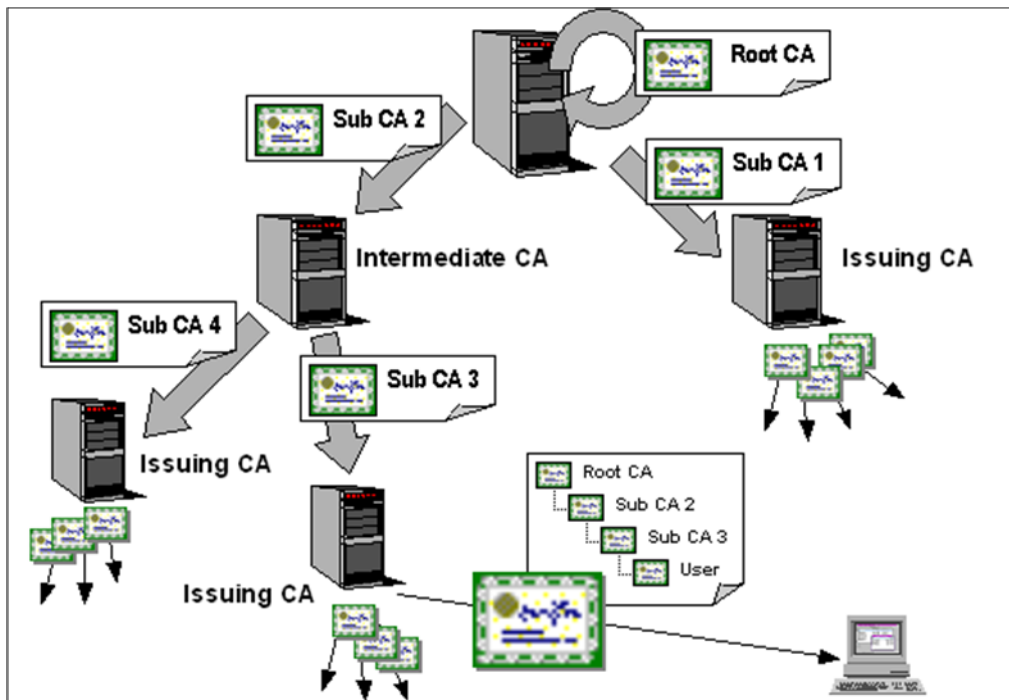 Root CA
Sub CA 2
Sub CA 1
Intermediate CA
Issuing CA
Sub CA 4
Sub CA 3
Issuing CA
Root CA
Sub CA 2
Sub CA 3
User
Issuing CA